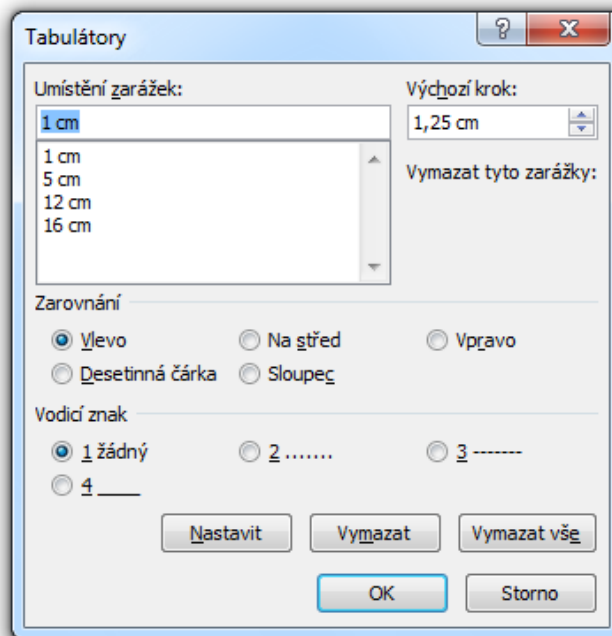 Tabulátory
Umístění zarážek:
Výchozí krok:
1 cm
1,25 cm
1 cm
5 cm
12 cm
16 cm
Vymazat tyto zarážky:
Zarovnání
Vlevo Na střed Vpravo
Desetinná čárka Sloupec
Vodicí znak
1 žádný 2 ....... 3 -------
4 ____
Nastavit Vymazat Vymazat vše
OK Storno